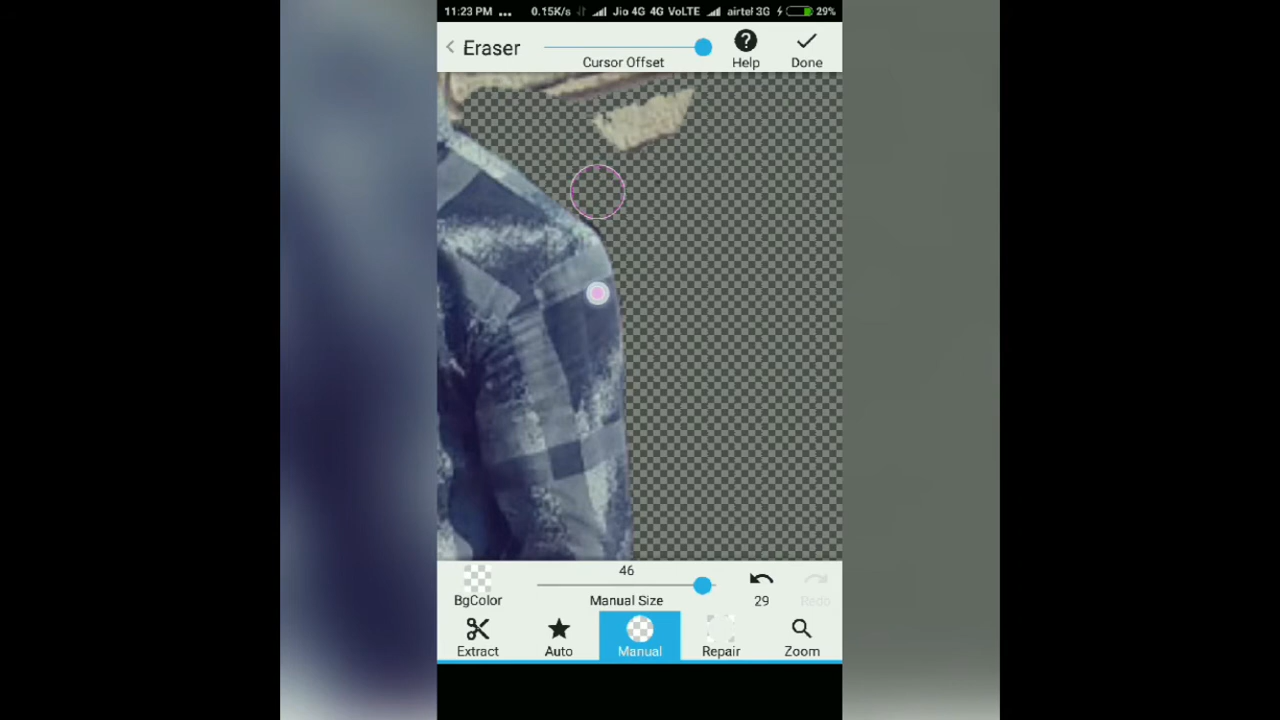 11:23 PM ... 0.15K/s Jio 4G 4G VoLTE airtel 3G 29%
Eraser
Cursor Offset
Help
Done
46
BgColor
Manual Size
29
Redo
Extract
Auto
Manual
Repair
Zoom